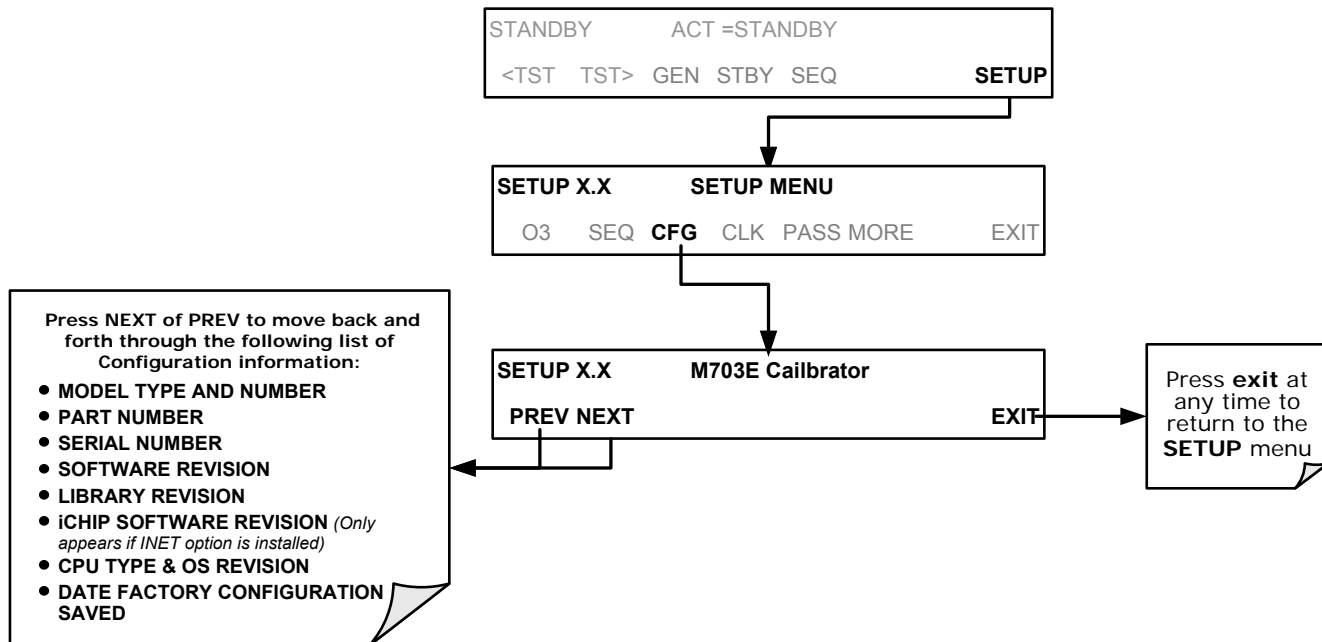 STANDBY ACT =STANDBY
<TST TST> GEN STBY SEQ SETUP
SETUP X.X SETUP MENU
O3 SEQ CFG CLK PASS MORE EXIT
Press NEXT of PREV to move back and
forth through the following list of
Configuration information:
● MODEL TYPE AND NUMBER
● PART NUMBER
● SERIAL NUMBER
● SOFTWARE REVISION
● LIBRARY REVISION
● iCHIP SOFTWARE REVISION (Only
appears if INET option is installed)
● CPU TYPE & OS REVISION
● DATE FACTORY CONFIGURATION
SAVED
SETUP X.X M703E Cailbrator
PREV NEXT EXIT
Press exit at
any time to
return to the
SETUP menu